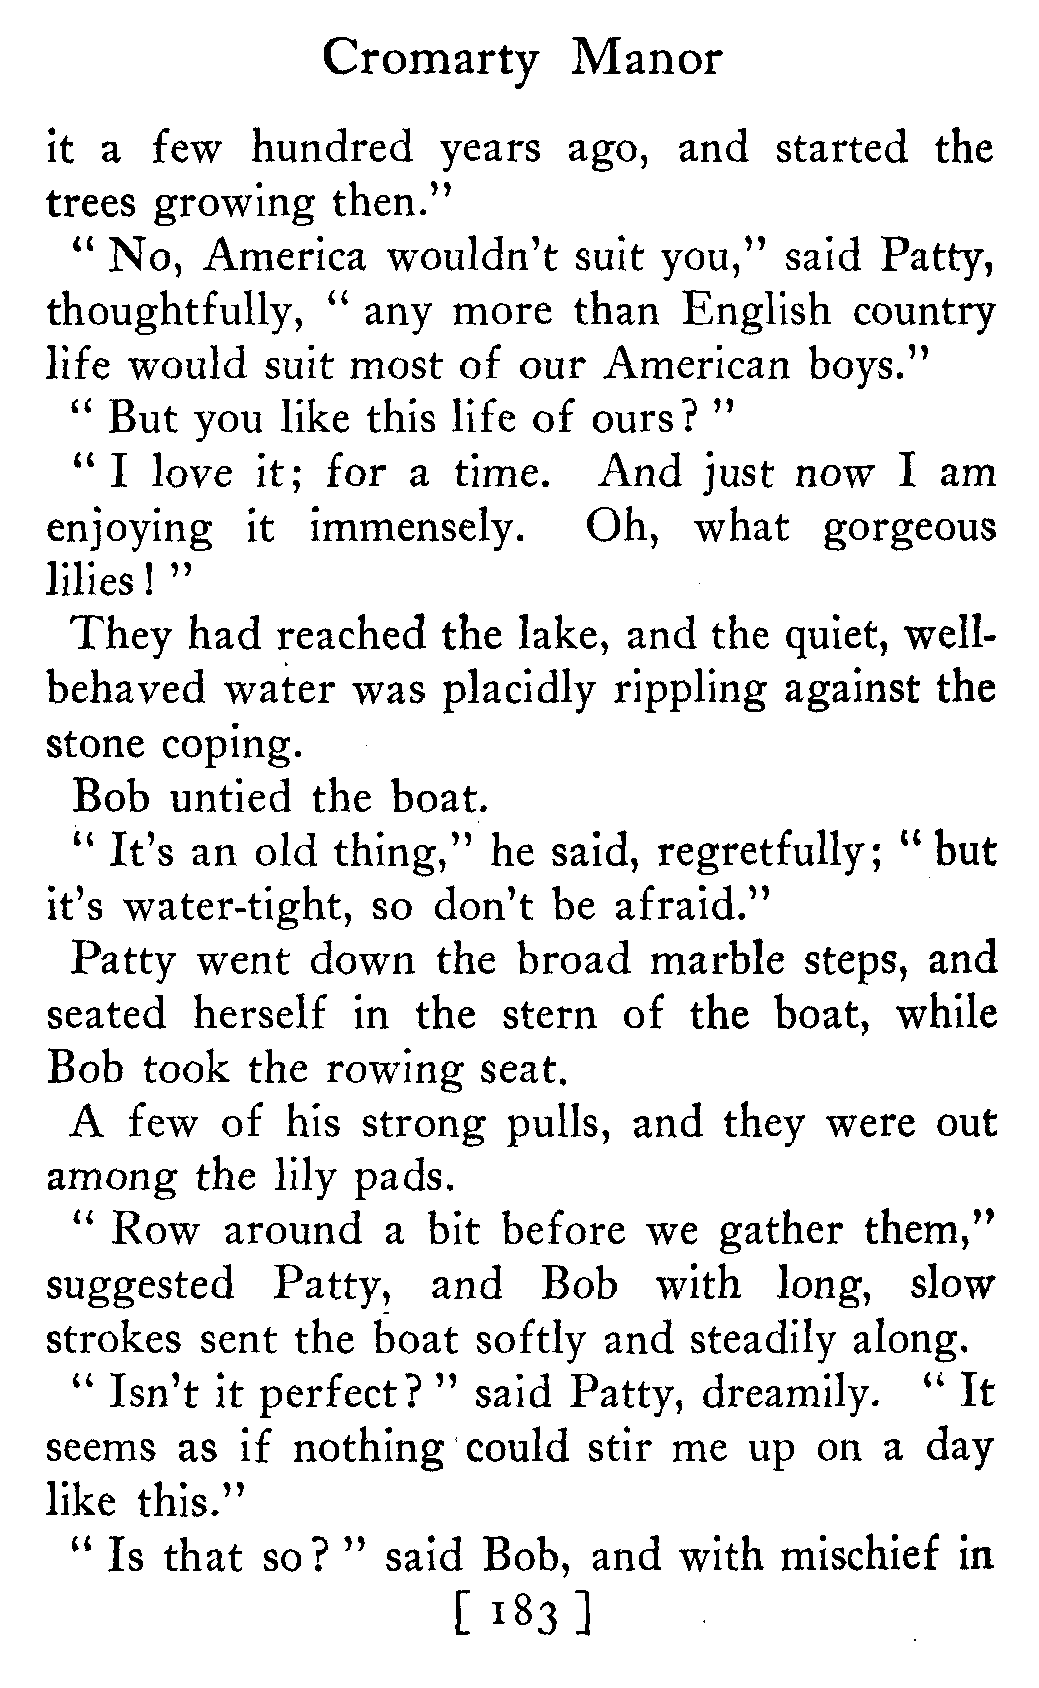 Cromarty Manor
it a few hundred years ago, and started the
trees growing then."
" No, America wouldn't suit you," said Patty,
thoughtfully, " any more than English country
life would suit most of our American boys."
" But you like this life of ours? "
" I love it; for a time. And just now I am
enjoying it immensely. Oh, what gorgeous
lilies! "
They had reached the lake, and the quiet, well-
behaved water was placidly rippling against the
stone coping.
Bob untied the boat.
" It's an old thing," he said, regretfully; " but
it's water-tight, so don't be afraid."
Patty went down the broad marble steps, and
seated herself in the stern of the boat, while
Bob took the rowing seat.
A few of his strong pulls, and they were out
among the lily pads.
" Row around a bit before we gather them,"
suggested Patty, and Bob with long, slow
strokes sent the boat softly and steadily along.
" Isn't it perfect? " said Patty, dreamily. " It
seems as if nothing could stir me up on a day
like this."
" Is that so? " said Bob, and with mischief in
[ 183 ]